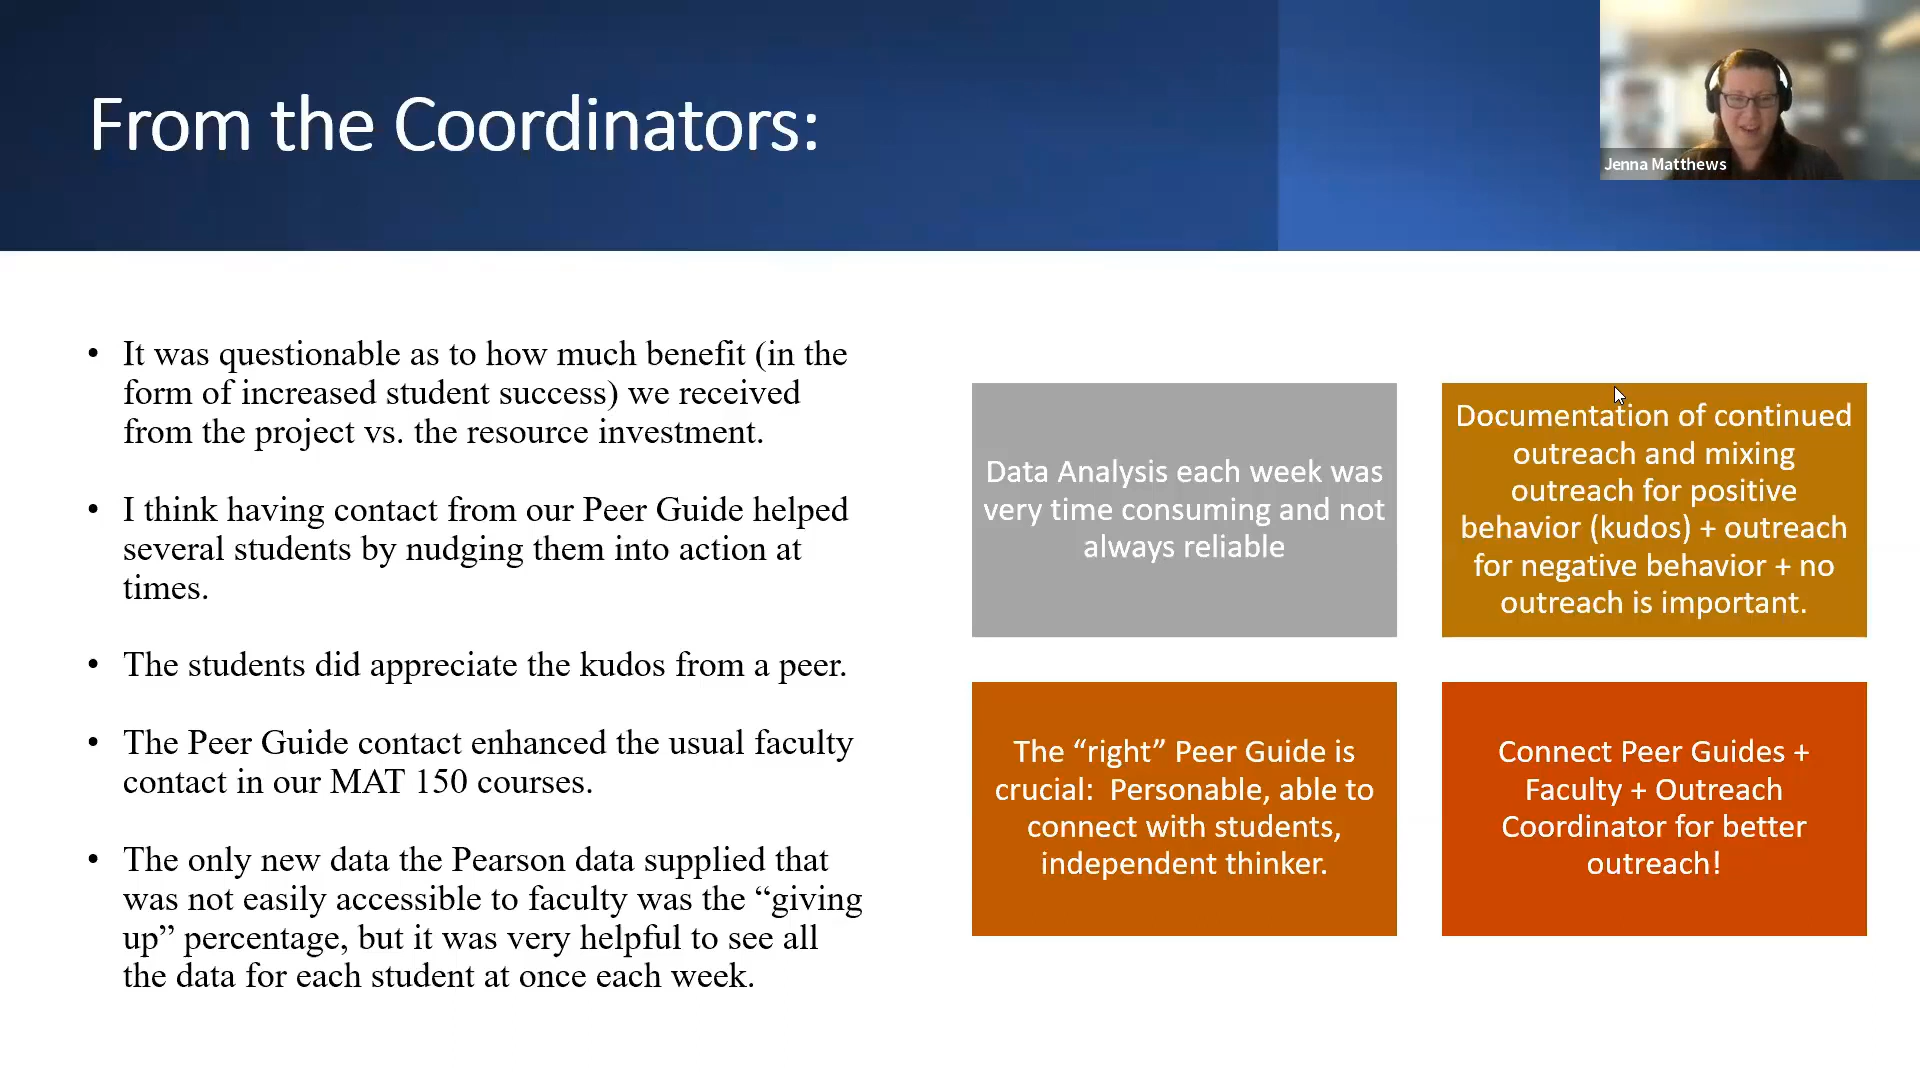 From the Coordinators:
Jenna Matthews
• It was questionable as to how much benefit (in the
form of increased student success) we received
from the project vs. the resource investment.
• I think having contact from our Peer Guide helped
several students by nudging them into action at
times.
• The students did appreciate the kudos from a peer.
• The Peer Guide contact enhanced the usual faculty
contact in our MAT 150 courses.
• The only new data the Pearson data supplied that
was not easily accessible to faculty was the “giving
up” percentage, but it was very helpful to see all
the data for each student at once each week.
Data Analysis each week was
very time consuming and not
always reliable
Documentation of continued
outreach and mixing
outreach for positive
behavior (kudos) + outreach
for negative behavior + no
outreach is important.
The “right” Peer Guide is
crucial:  Personable, able to
connect with students,
independent thinker.
Connect Peer Guides +
Faculty + Outreach
Coordinator for better
outreach!